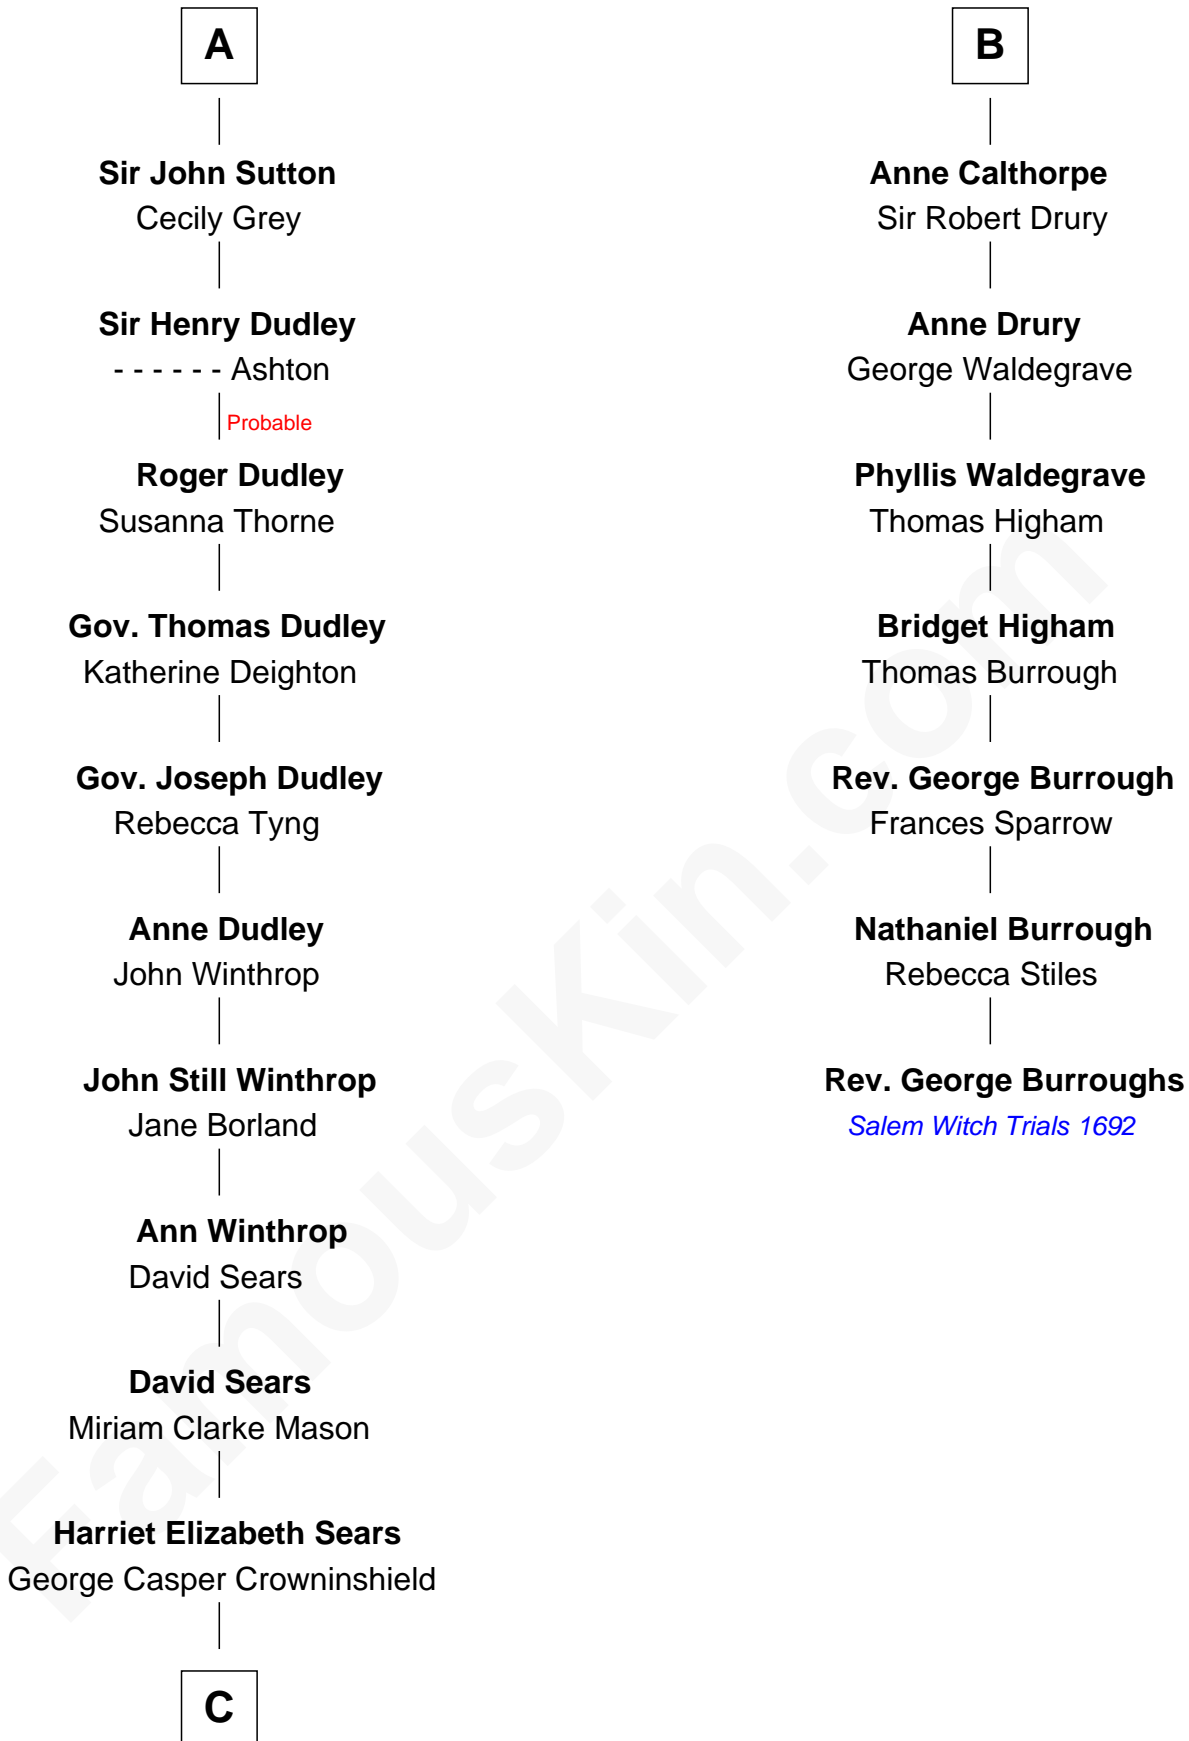 A
Sir John Sutton
Cecily Grey
Sir Henry Dudley
- - - - - - Ashton
Probable
Roger Dudley
Susanna Thorne
Gov. Thomas Dudley
Katherine Deighton
Gov. Joseph Dudley
Rebecca Tyng
Anne Dudley
John Winthrop
John Still Winthrop
Jane Borland
Ann Winthrop
David Sears
David Sears
Miriam Clarke Mason
Harriet Elizabeth Sears
George Casper Crowninshield
C
B
Anne Calthorpe
Sir Robert Drury
Anne Drury
George Waldegrave
Phyllis Waldegrave
Thomas Higham
Bridget Higham
Thomas Burrough
Rev. George Burrough
Frances Sparrow
Nathaniel Burrough
Rebecca Stiles
Rev. George Burroughs
Salem Witch Trials 1692
FamousKin.com